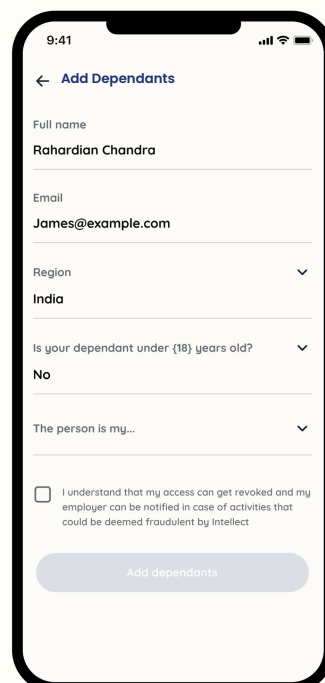 9:41
Add Dependants
Full name
Rahardian Chandra
Email
James@example.com
Region
India
Is your dependant under {18} years old?
No
The person is my...
I understand that my access can get revoked and my
employer can be notified in case of activities that
could be deemed fraudulent by Intellect
Add dependants